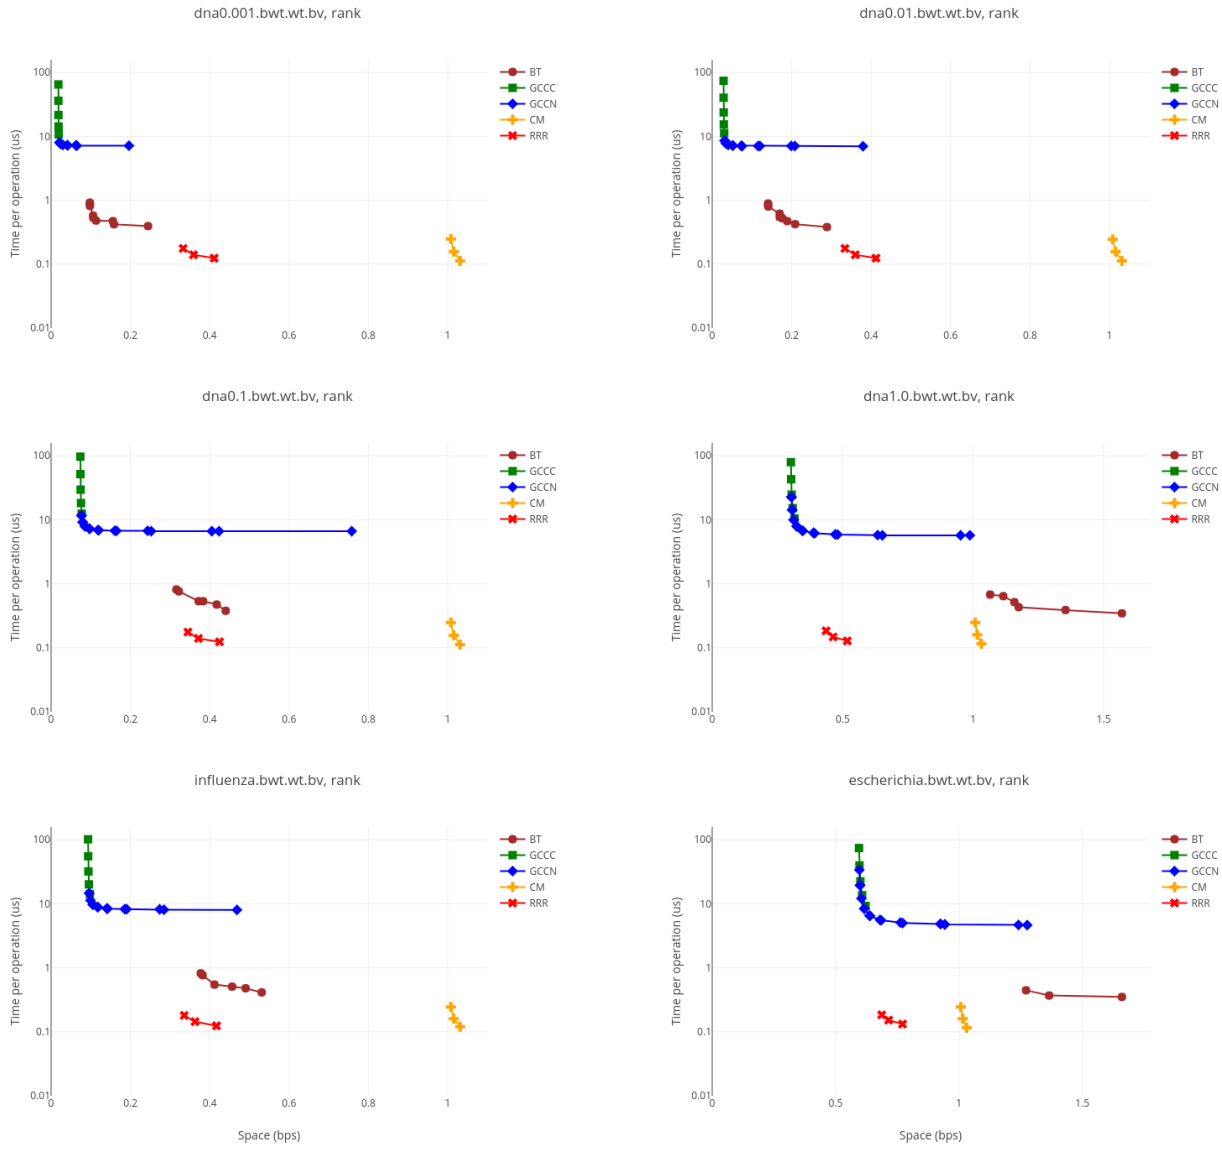 dna0.001.bwt.wt.bv, rank
Time per operation (us)
100
10
1
0.1
0.01
0
0.2
0.4
0.6
0.8
1
BT
GCCC
GCCN
CM
RRR
dna0.01.bwt.wt.bv, rank
Time per operation (us)
100
10
1
0.1
0.01
0
0.2
0.4
0.6
0.8
1
BT
GCCC
GCCN
CM
RRR
dna0.1.bwt.wt.bv, rank
Time per operation (us)
100
10
1
0.1
0.01
0
0.2
0.4
0.6
0.8
1
BT
GCCC
GCCN
CM
RRR
dna1.0.bwt.wt.bv, rank
Time per operation (us)
100
10
1
0.1
0.01
0
0.5
1
1.5
BT
GCCC
GCCN
CM
RRR
influenza.bwt.wt.bv, rank
Time per operation (us)
100
10
1
0.1
0.01
0
0.2
0.4
0.6
0.8
1
Space (bps)
BT
GCCC
GCCN
CM
RRR
escherichia.bwt.wt.bv, rank
Time per operation (us)
100
10
1
0.1
0.01
0
0.5
1
1.5
Space (bps)
BT
GCCC
GCCN
CM
RRR